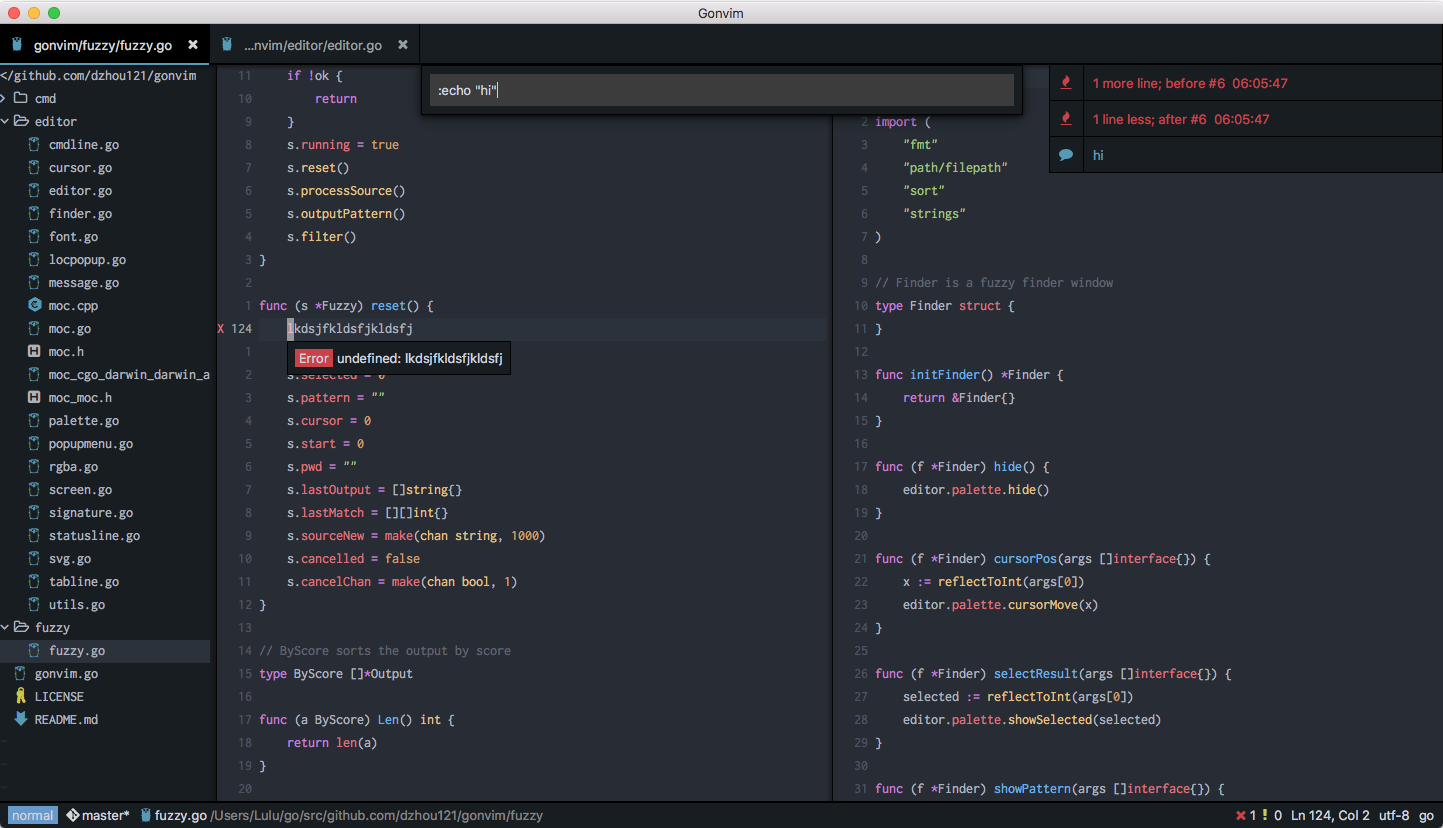 Gonvim
gonvim/fuzzy/fuzzy.go
...nvim/editor/editor.go
:echo "hi"
1 more line; before #6 06:05:47
1 line less; after #6 06:05:47
hi
</github.com/dzhou121/gonvim
cmd
editor
cmdline.go
cursor.go
editor.go
finder.go
font.go
locpopup.go
message.go
moc.cpp
moc.go
moc.h
moc_cgo_darwin_darwin_a
moc_moc.h
palette.go
popupmenu.go
rgba.go
screen.go
signature.go
statusline.go
svg.go
tabline.go
utils.go
fuzzy
fuzzy.go
gonvim.go
LICENSE
README.md
11 if !ok {
10 return
9 }
8 s.running = true
7 s.reset()
6 s.processSource()
5 s.outputPattern()
4 s.filter()
3 }
2
1 func (s *Fuzzy) reset() {
X 124 lkdsjfkldsfjkldsfj
1
Error undefined: lkdsjfkldsfjkldsfj
2 s.selected = 0
3 s.pattern = ""
4 s.cursor = 0
5 s.start = 0
6 s.pwd = ""
7 s.lastOutput = []string{}
8 s.lastMatch = [][]int{}
9 s.sourceNew = make(chan string, 1000)
10 s.cancelled = false
11 s.cancelChan = make(chan bool, 1)
12 }
13
14 // ByScore sorts the output by score
15 type ByScore []*Output
16
17 func (a ByScore) Len() int {
18 return len(a)
19 }
20
2 import (
3 "fmt"
4 "path/filepath"
5 "sort"
6 "strings"
7 )
8
9 // Finder is a fuzzy finder window
10 type Finder struct {
11 }
12
13 func initFinder() *Finder {
14 return &Finder{}
15 }
16
17 func (f *Finder) hide() {
18 editor.palette.hide()
19 }
20
21 func (f *Finder) cursorPos(args []interface{}) {
22 x := reflectToInt(args[0])
23 editor.palette.cursorMove(x)
24 }
25
26 func (f *Finder) selectResult(args []interface{}) {
27 selected := reflectToInt(args[0])
28 editor.palette.showSelected(selected)
29 }
30
31 func (f *Finder) showPattern(args []interface{}) {
normal master* fuzzy.go /Users/Lulu/go/src/github.com/dzhou121/gonvim/fuzzy
1 ! 0 Ln 124, Col 2 utf-8 go